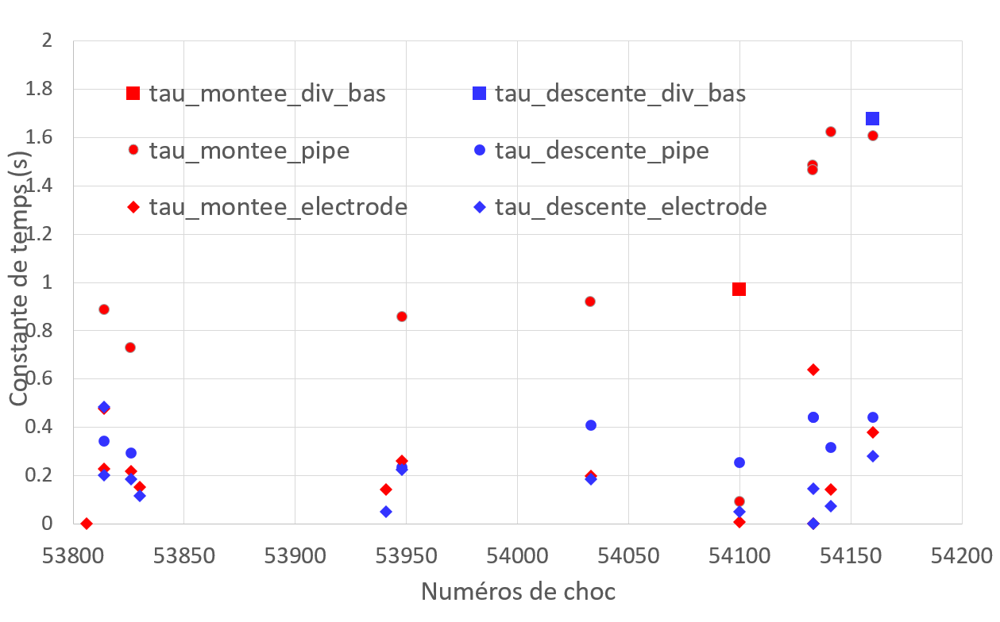 2
1.8
1.6
1.4
1.2
1
0.8
0.6
0.4
0.2
0
Constante de temps (s)
tau_montee_div_bas
tau_descente_div_bas
tau_montee_pipe
tau_descente_pipe
tau_montee_electrode
tau_descente_electrode
53800 53850 53900 53950 54000 54050 54100 54150 54200
Numéros de choc